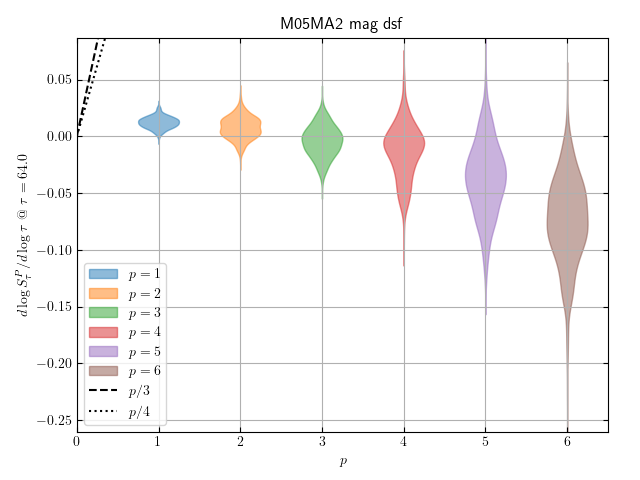 M05MA2 mag dsf
d log S_τ^P / d log τ @ τ = 64.0
0.05
0.00
−0.05
−0.10
−0.15
−0.20
−0.25
p = 1
p = 2
p = 3
p = 4
p = 5
p = 6
p/3
p/4
0 1 2 3 4 5 6
p